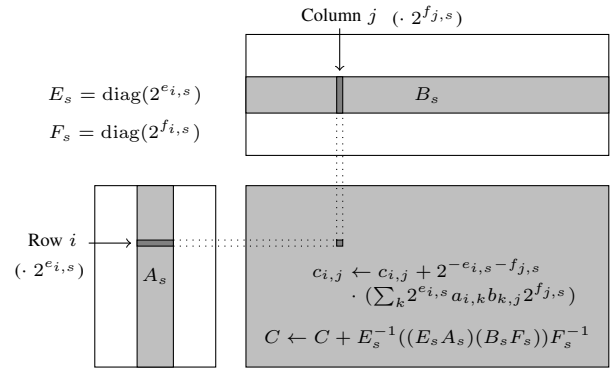 Column j (· 2^{f_{j,s}})
E_s = diag(2^{e_{i,s}})
B_s
F_s = diag(2^{f_{i,s}})
Row i
(· 2^{e_{i,s}})
A_s
c_{i,j} ← c_{i,j} + 2^{−e_{i,s}−f_{j,s}}
· (∑_k 2^{e_{i,s}} a_{i,k} b_{k,j} 2^{f_{j,s}})
C ← C + E_s^{−1}((E_s A_s)(B_s F_s))F_s^{−1}